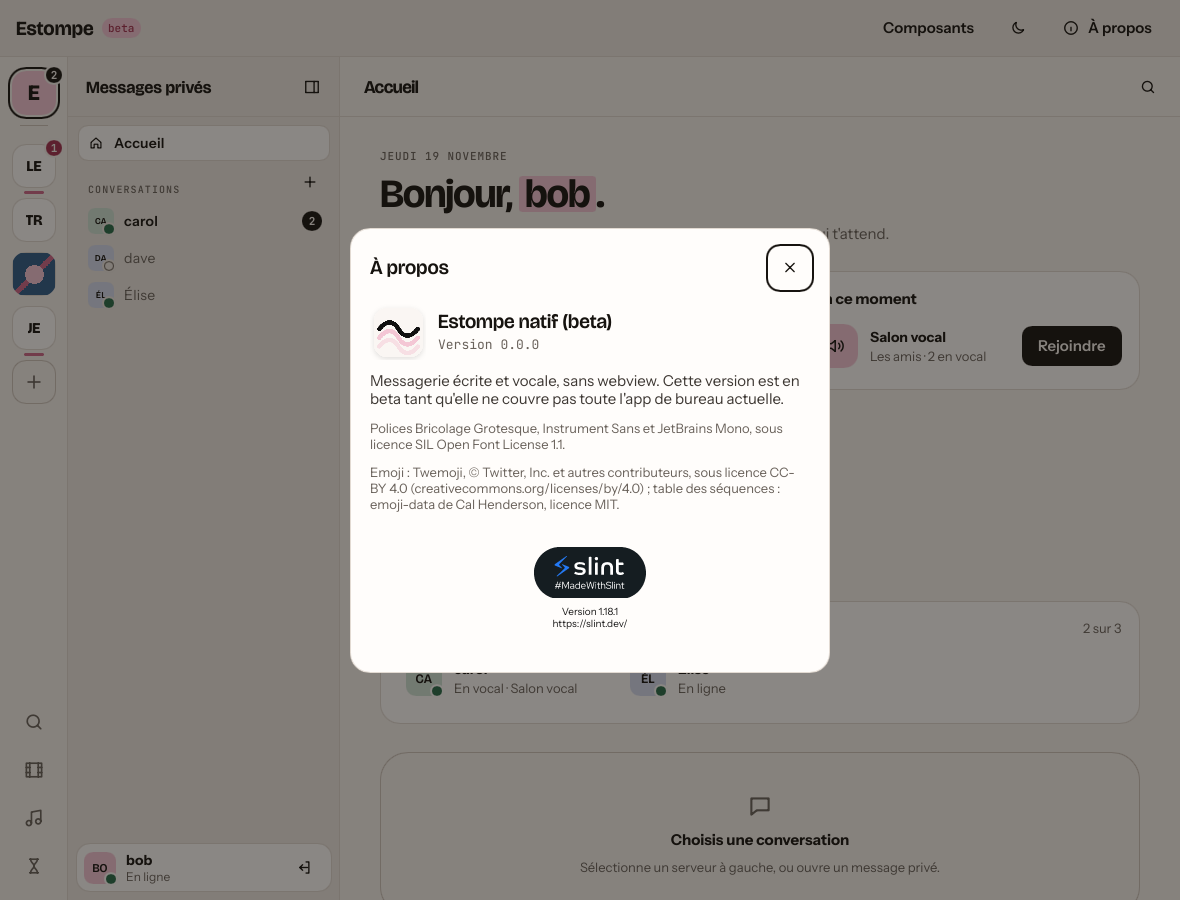 Estompe beta
Composants
À propos
E 2
Messages privés
Accueil
Accueil
LE 1
JEUDI 19 NOVEMBRE
Bonjour, bob.
CONVERSATIONS
TR
CA carol 2
i t'attend.
DA dave
ÉL Élise
À propos
ce moment
JE
Estompe natif (beta)
Version 0.0.0
Salon vocal
Les amis · 2 en vocal
Rejoindre
Messagerie écrite et vocale, sans webview. Cette version est en
beta tant qu'elle ne couvre pas toute l'app de bureau actuelle.
Polices Bricolage Grotesque, Instrument Sans et JetBrains Mono, sous
licence SIL Open Font License 1.1.
Emoji : Twemoji, © Twitter, Inc. et autres contributeurs, sous licence CC-
BY 4.0 (creativecommons.org/licenses/by/4.0) ; table des séquences :
emoji-data de Cal Henderson, licence MIT.
slint
#MadeWithSlint
Version 1.18.1
https://slint.dev/
2 sur 3
CA
En vocal · Salon vocal
ÉL
En ligne
Choisis une conversation
Sélectionne un serveur à gauche, ou ouvre un message privé.
BO bob
En ligne